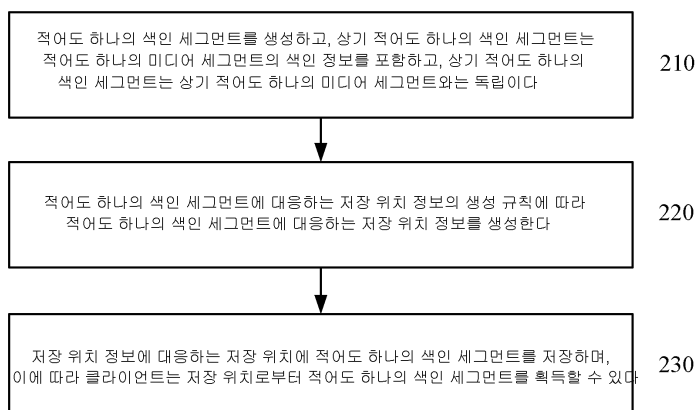 적어도 하나의 색인 세그먼트를 생성하고, 상기 적어도 하나의 색인 세그먼트는
적어도 하나의 미디어 세그먼트의 색인 정보를 포함하고, 상기 적어도 하나의
색인 세그먼트는 상기 적어도 하나의 미디어 세그먼트와는 독립이다
210
적어도 하나의 색인 세그먼트에 대응하는 저장 위치 정보의 생성 규칙에 따라
적어도 하나의 색인 세그먼트에 대응하는 저장 위치 정보를 생성한다
220
저장 위치 정보에 대응하는 저장 위치에 적어도 하나의 색인 세그먼트를 저장하며,
이에 따라 클라이언트는 저장 위치로부터 적어도 하나의 색인 세그먼트를 획득할 수 있다
230